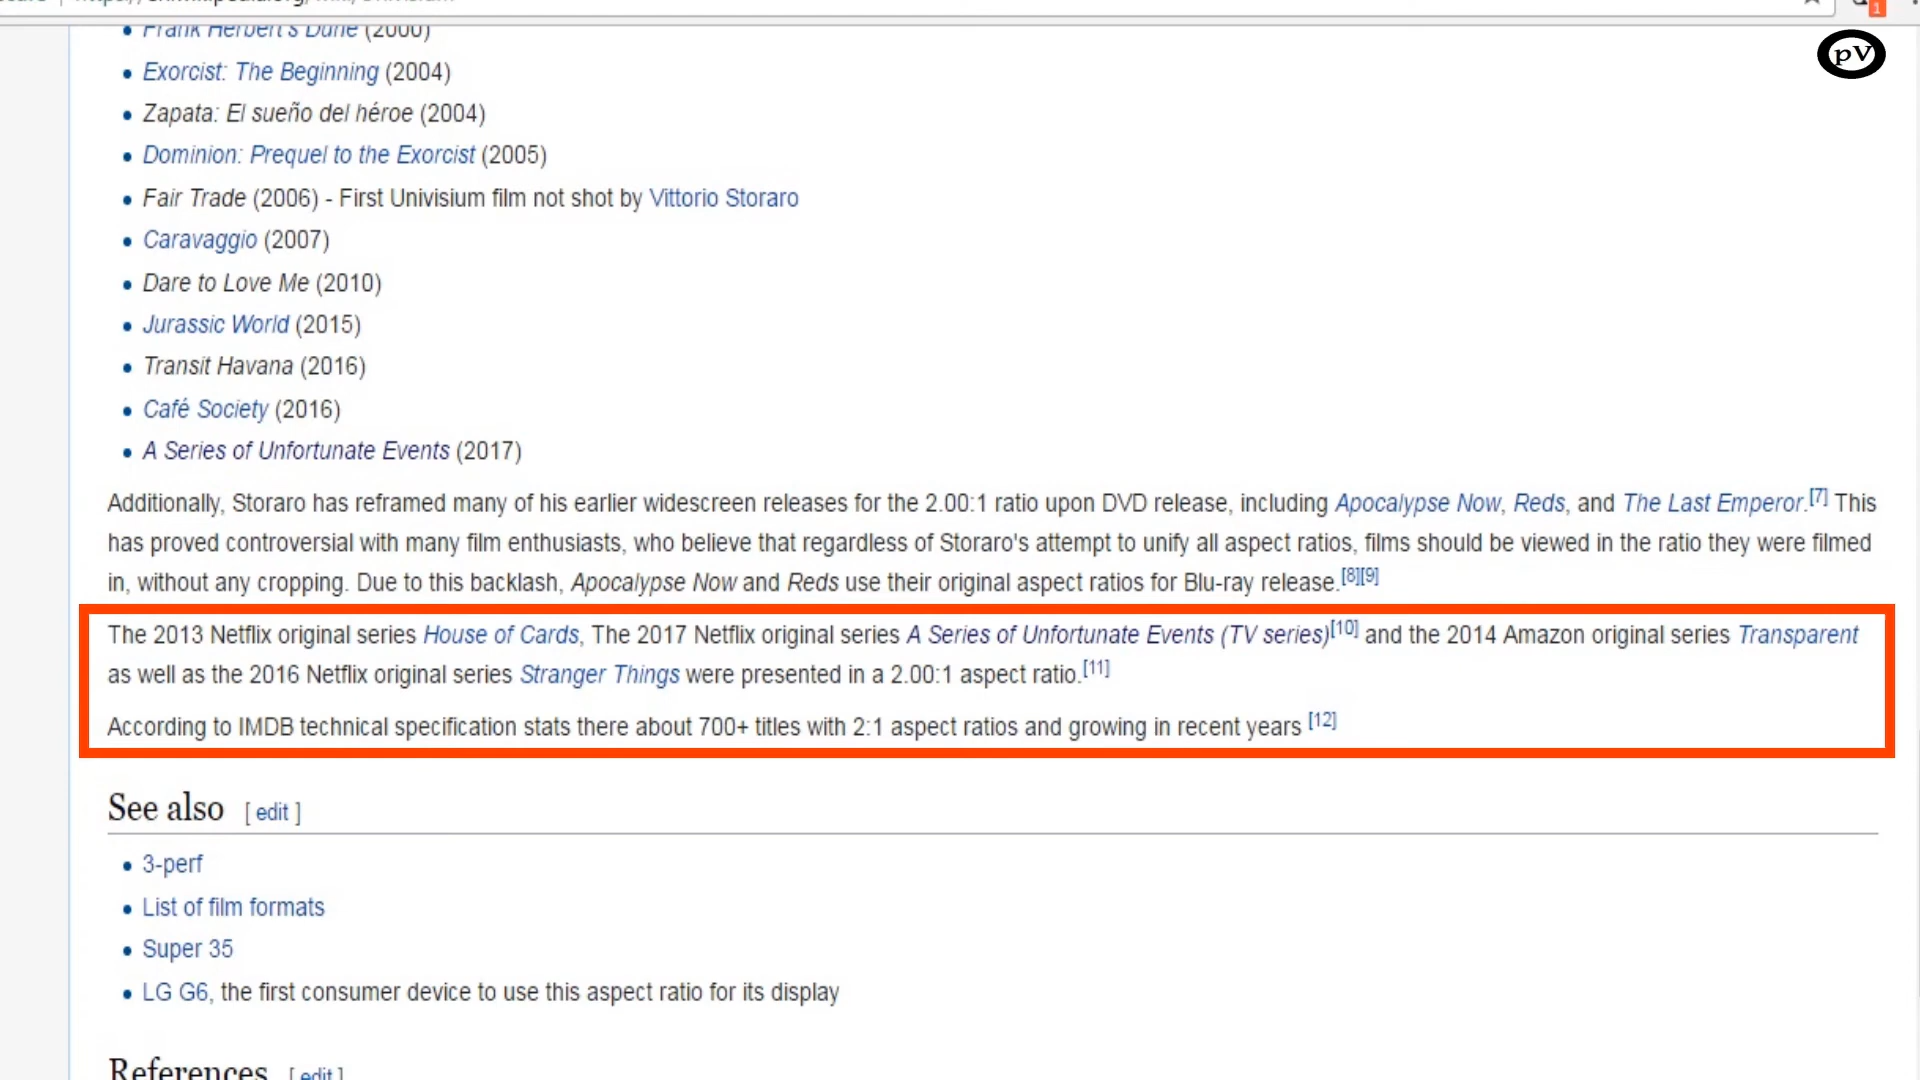 1
pV
Frank Herbert's Dune (2000)
Exorcist: The Beginning (2004)
Zapata: El sueño del héroe (2004)
Dominion: Prequel to the Exorcist (2005)
Fair Trade (2006) - First Univisium film not shot by Vittorio Storaro
Caravaggio (2007)
Dare to Love Me (2010)
Jurassic World (2015)
Transit Havana (2016)
Café Society (2016)
A Series of Unfortunate Events (2017)
Additionally, Storaro has reframed many of his earlier widescreen releases for the 2.00:1 ratio upon DVD release, including Apocalypse Now, Reds, and The Last Emperor.[7] This
has proved controversial with many film enthusiasts, who believe that regardless of Storaro's attempt to unify all aspect ratios, films should be viewed in the ratio they were filmed
in, without any cropping. Due to this backlash, Apocalypse Now and Reds use their original aspect ratios for Blu-ray release.[8][9]
The 2013 Netflix original series House of Cards, The 2017 Netflix original series A Series of Unfortunate Events (TV series)[10] and the 2014 Amazon original series Transparent
as well as the 2016 Netflix original series Stranger Things were presented in a 2.00:1 aspect ratio.[11]
According to IMDB technical specification stats there about 700+ titles with 2:1 aspect ratios and growing in recent years [12]
See also [ edit ]
3-perf
List of film formats
Super 35
LG G6, the first consumer device to use this aspect ratio for its display
References [ edit ]